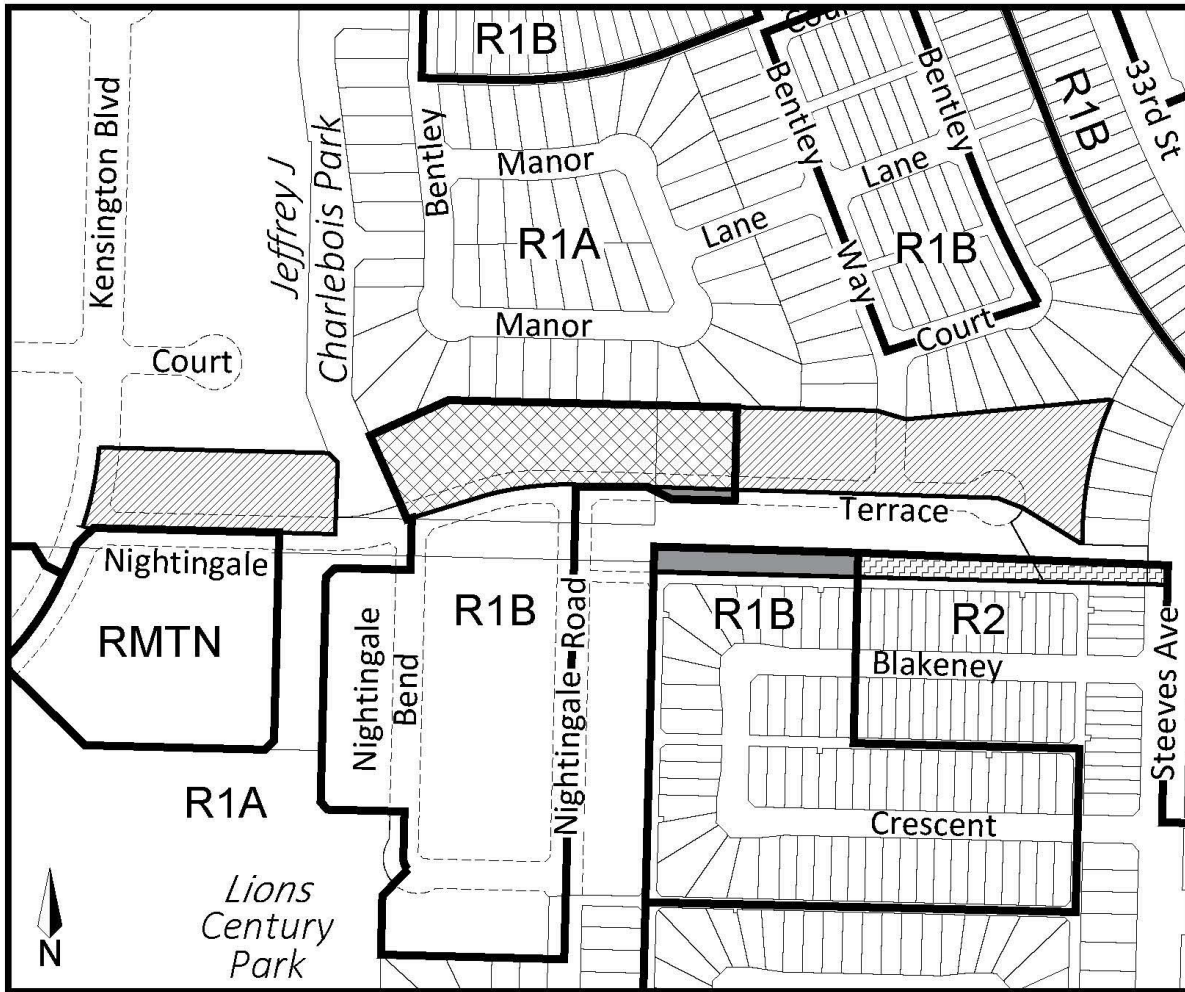 R1B
Court
Kensington Blvd
Jeffrey J
Charlebois Park
Bentley
Manor
Bentley
Bentley
R1B
33rd St
Lane
R1A
Lane
Way
R1B
Manor
Court
Court
Terrace
Nightingale
RMTN
Nightingale
Bend
R1B
Nightingale Road
R1B
R2
Blakeney
Steeves Ave
R1A
Crescent
Lions
Century
Park
N